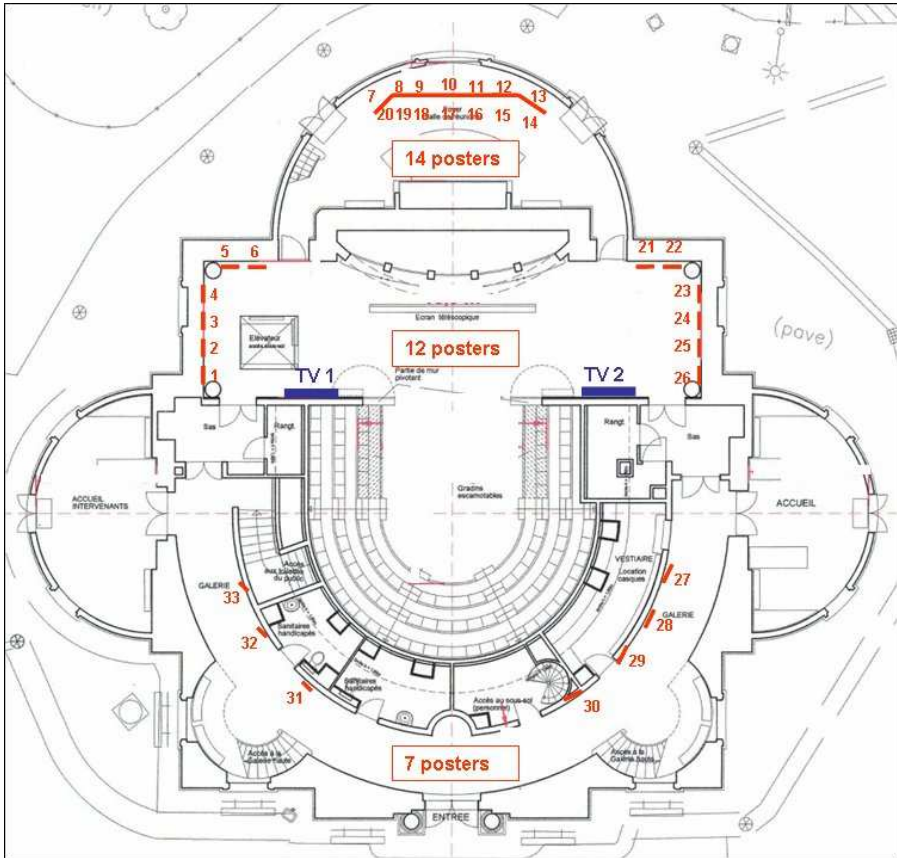 7 8 9 10 11 12 13
20 19 18 17 16 15 14
14 posters
5 6
21 22
4
23
3
24
2
25
1
26
Ecran téléscopique
Elévateur
(pave)
12 posters
TV 1
TV 2
Partie de mur
pivotant
Sas
Rangt.
Rangt.
Sas
Gradins
escamotables
ACCUEIL
INTERVENANTS
ACCUEIL
VESTIAIRE
Location
casques
Accès
aux toilettes
du public
GALERIE
GALERIE
33
27
28
32
29
Sanitaires
handicapés
31
Sanitaires
handicapés
30
Accès au sous-sol
(personnel)
Accès à la
Galerie haute
Accès à la
Galerie haute
7 posters
ENTREE